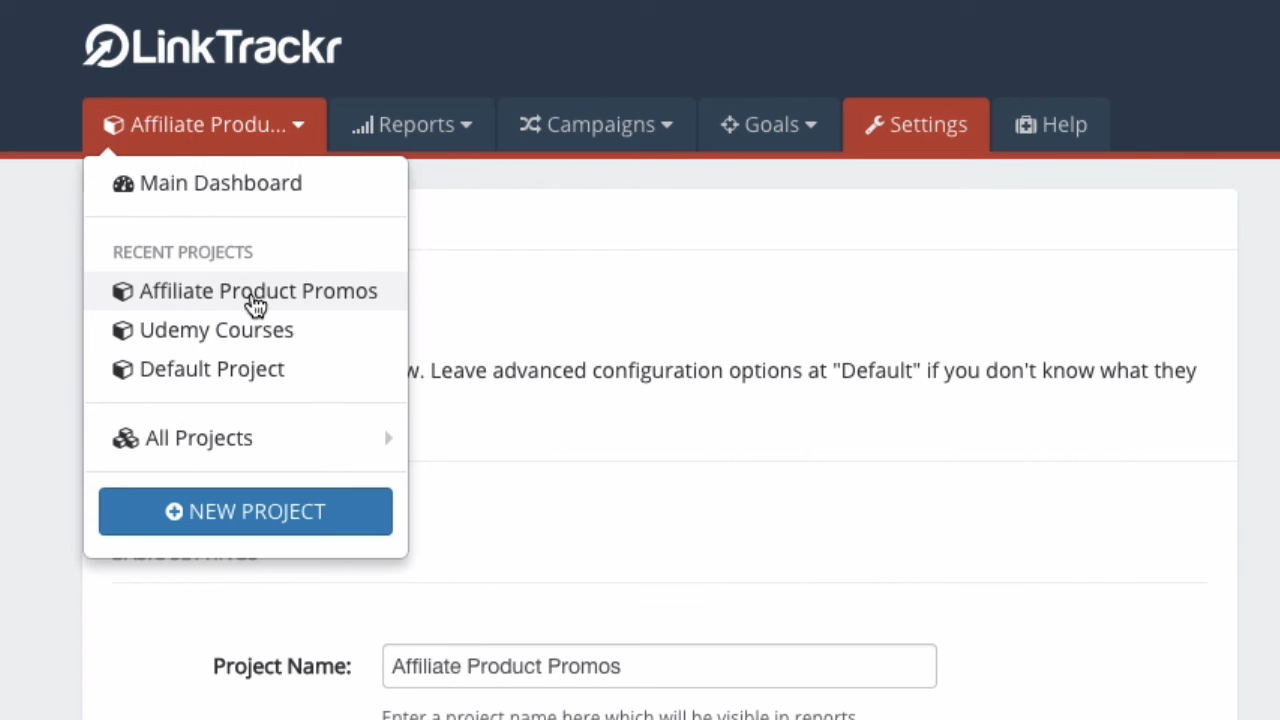 LinkTrackr
Affiliate Produ... Reports Campaigns Goals Settings Help
Main Dashboard
RECENT PROJECTS
Affiliate Product Promos
Udemy Courses
Default Project
w. Leave advanced configuration options at "Default" if you don't know what they
All Projects
NEW PROJECT
BASIC SETTINGS
Project Name: Affiliate Product Promos
Enter a project name here which will be visible in reports